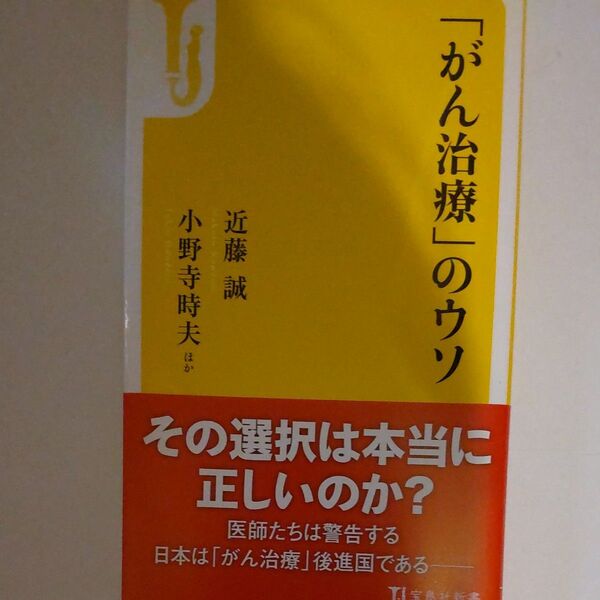 「がん治療」のウソ
近藤 誠
小野寺時夫 ほか
その選択は本当に
正しいのか?
医師たちは警告する
日本は「がん治療」後進国である――
宝島社新書